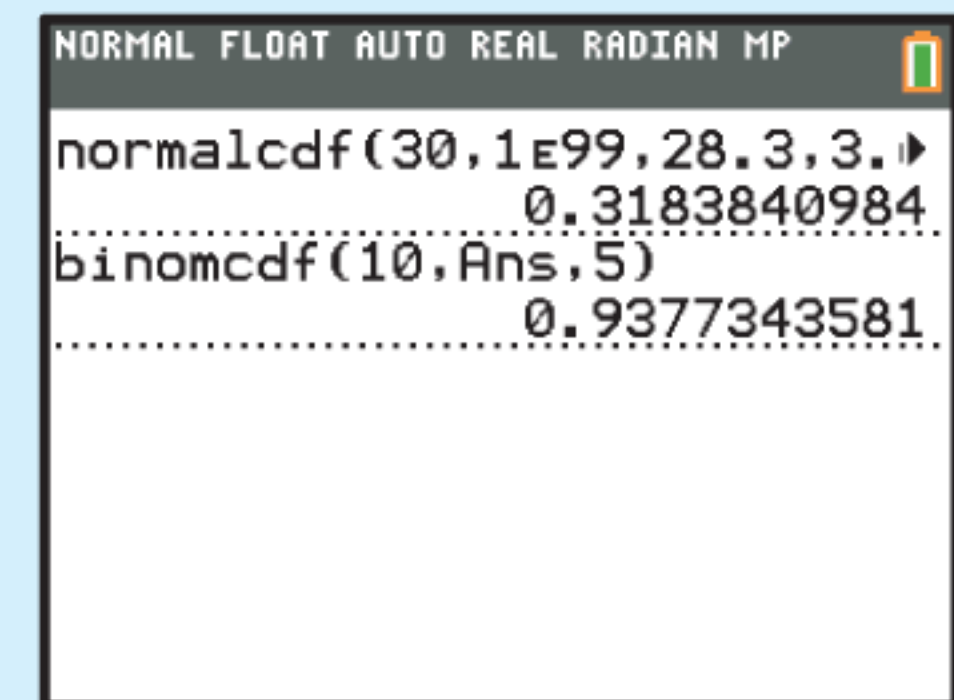 NORMAL FLOAT AUTO REAL RADIAN MP
normalcdf(30,1ᴇ99,28.3,3.
0.3183840984
binomcdf(10,Ans,5)
0.9377343581